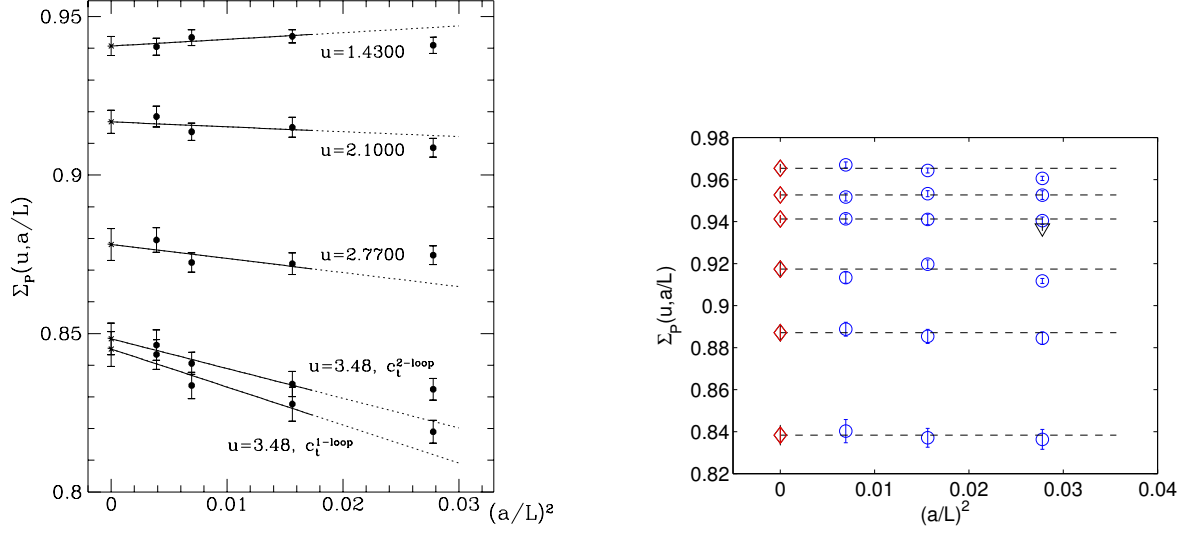 0.95
0.9
0.85
0.8
Σ_P(u,a/L)
u=1.4300
u=2.1000
u=2.7700
u=3.48, c_t^{2-loop}
u=3.48, c_t^{1-loop}
0 0.01 0.02 0.03 (a/L)²
0.98
0.96
0.94
0.92
0.9
0.88
0.86
0.84
0.82
Σ_P(u,a/L)
0 0.01 0.02 0.03 0.04
(a/L)²